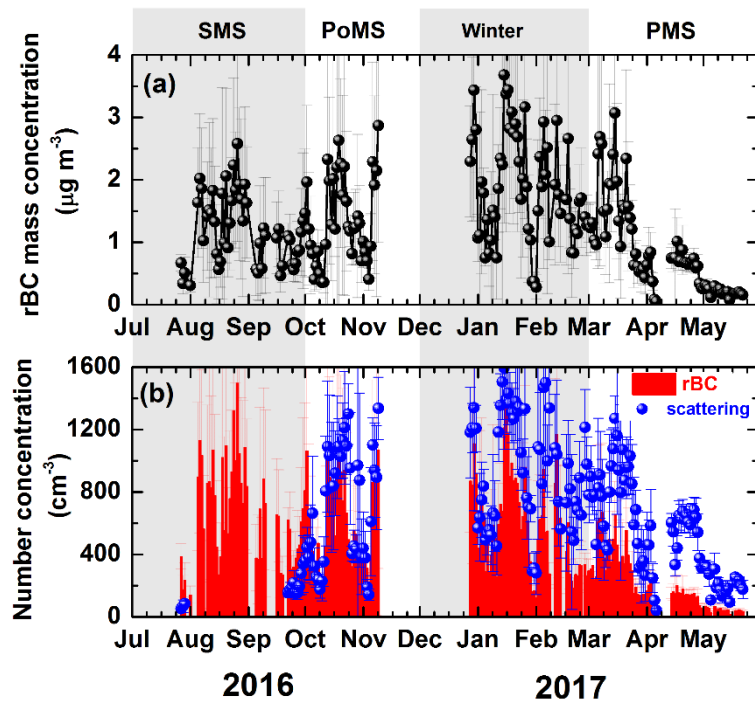 SMS PoMS Winter PMS
(a)
rBC mass concentration
(μg m-3)
4
3
2
1
0
Jul Aug Sep Oct Nov Dec Jan Feb Mar Apr May
(b)
rBC
scattering
Number concentration
(cm-3)
1600
1200
800
400
0
Jul Aug Sep Oct Nov Dec Jan Feb Mar Apr May
2016 2017